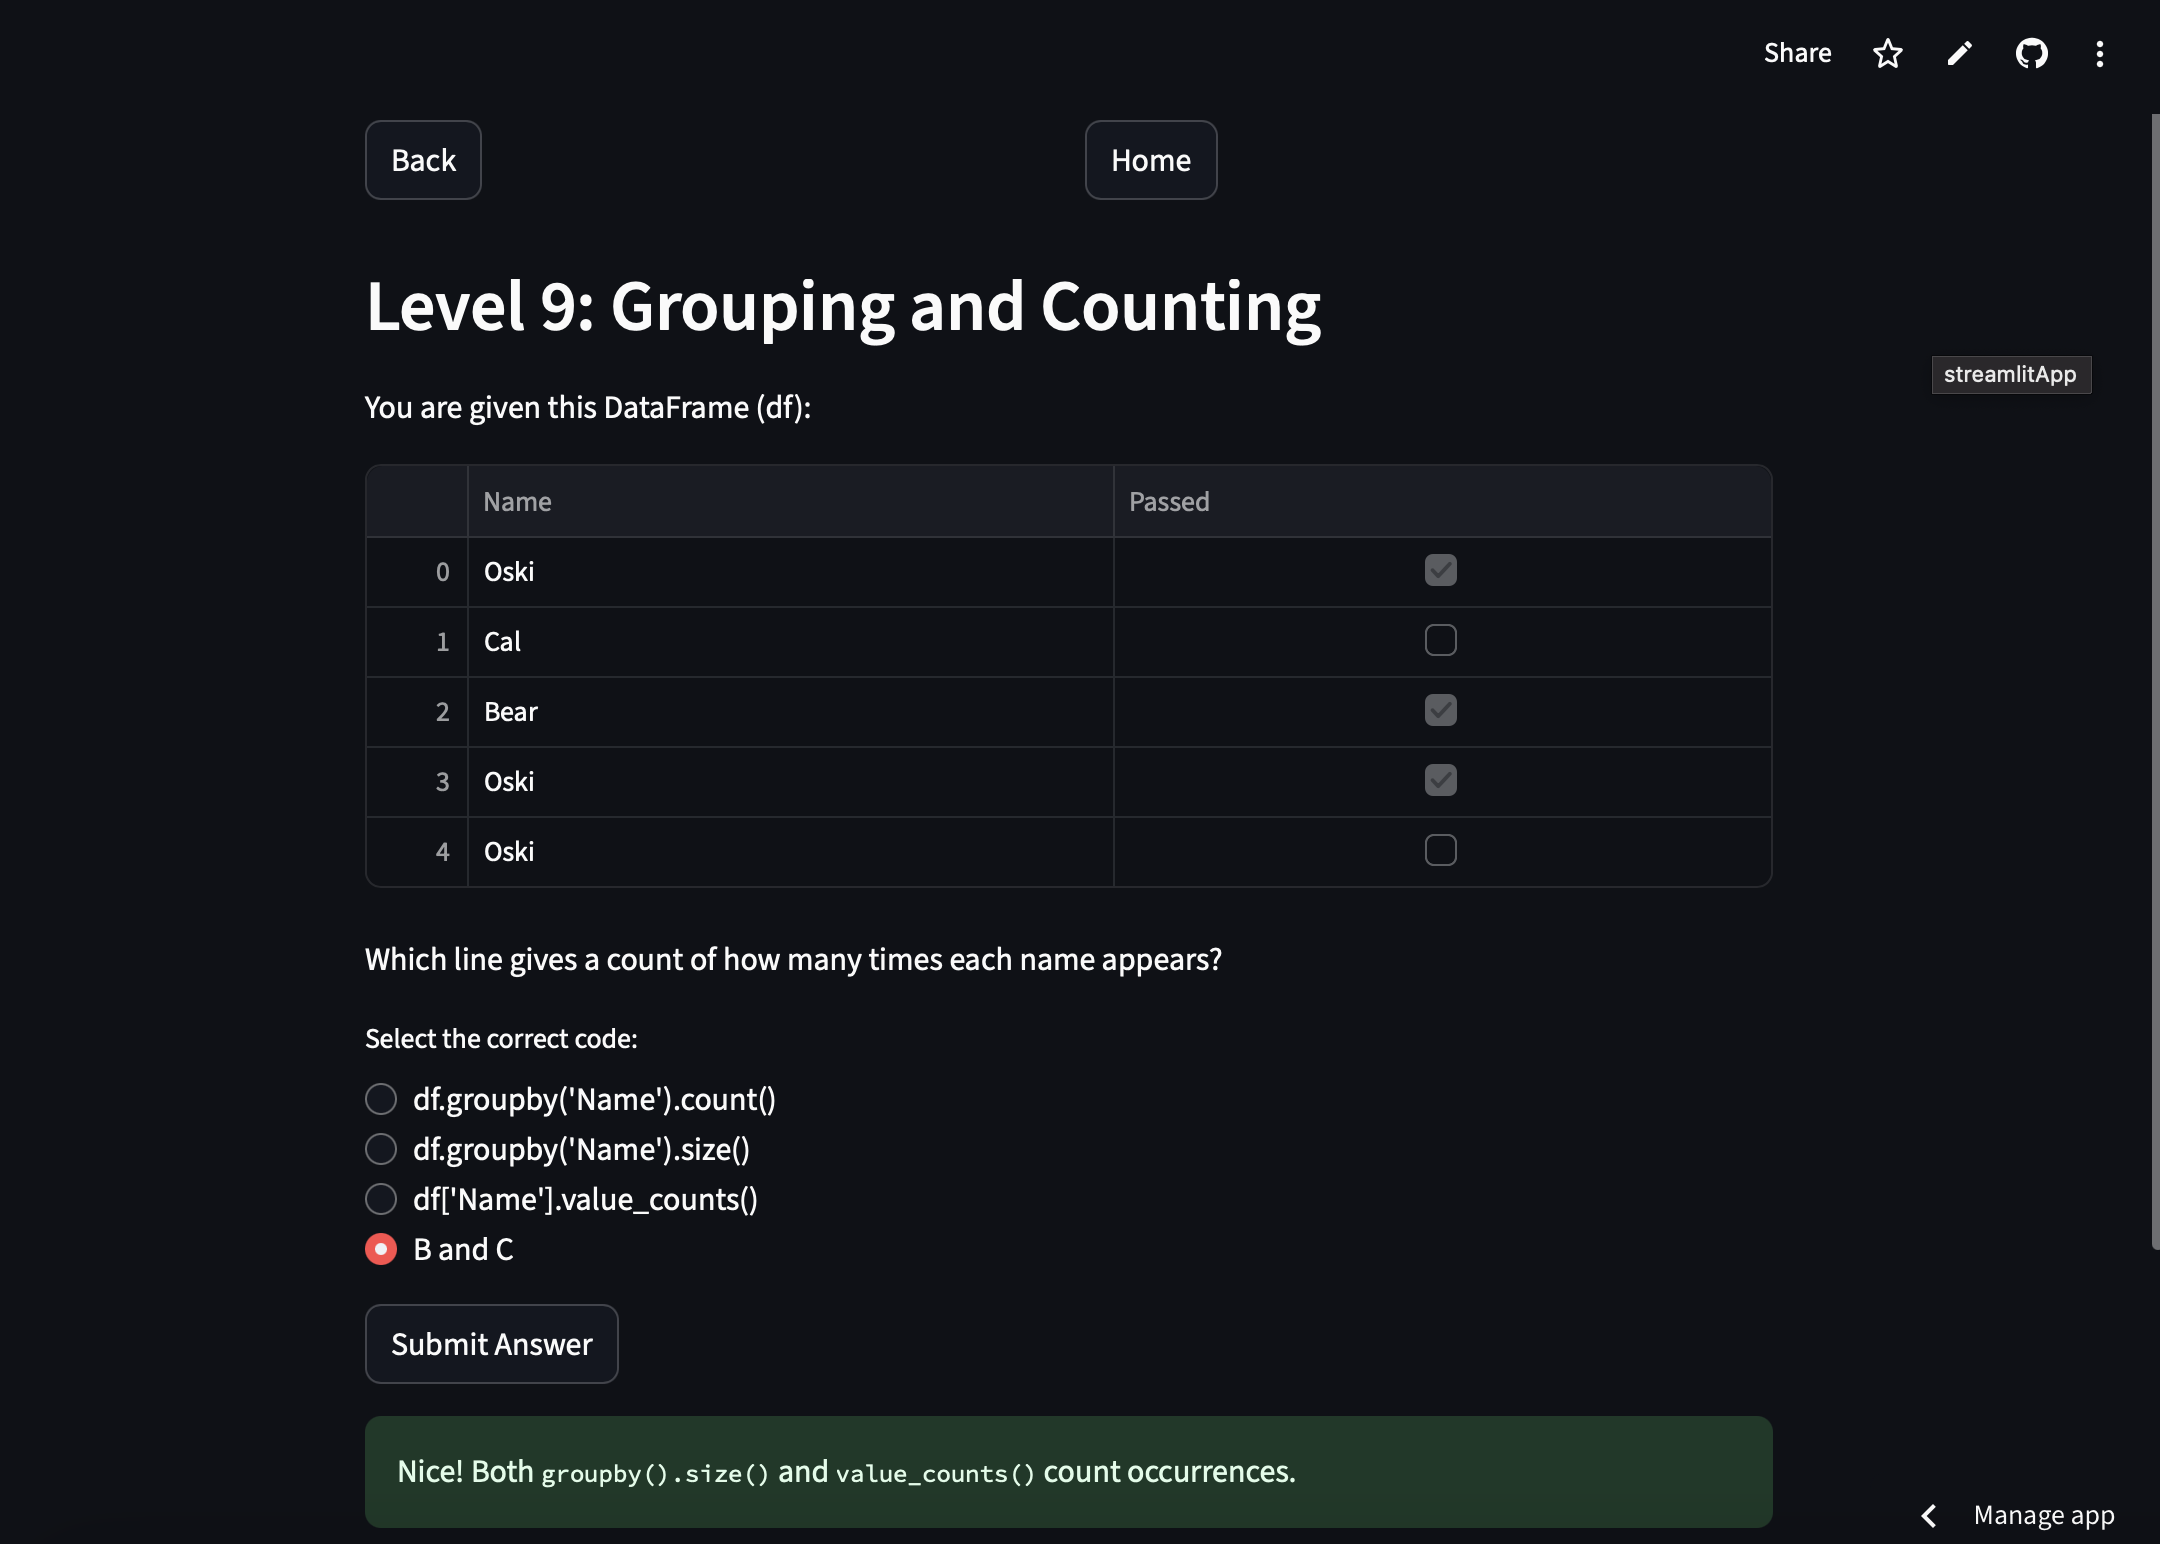 Share
Back
Home
Level 9: Grouping and Counting
streamlitApp
You are given this DataFrame (df):
Name Passed
0 Oski
1 Cal
2 Bear
3 Oski
4 Oski
Which line gives a count of how many times each name appears?
Select the correct code:
df.groupby('Name').count()
df.groupby('Name').size()
df['Name'].value_counts()
B and C
Submit Answer
Nice! Both groupby().size() and value_counts() count occurrences.
Manage app